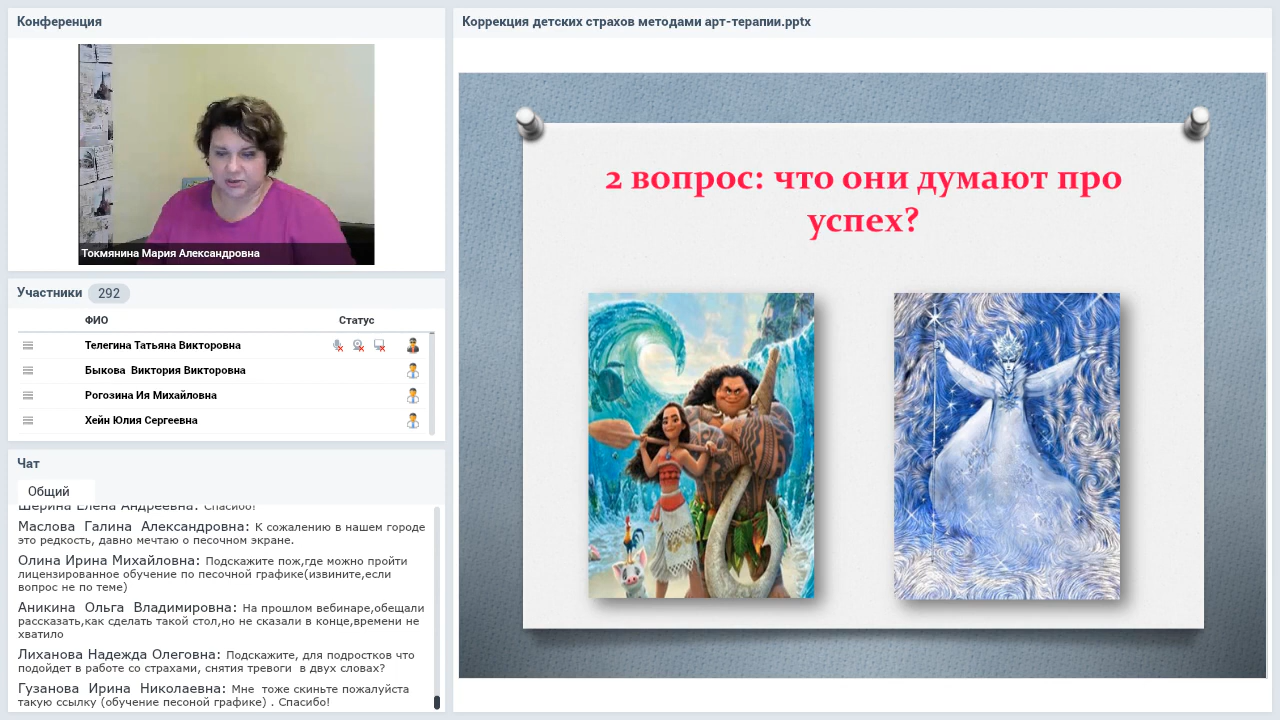 Конференция
Токмянина Мария Александровна
Участники 292
ФИО Статус
Телегина Татьяна Викторовна
Быкова Виктория Викторовна
Рогозина Ия Михайловна
Хейн Юлия Сергеевна
Чат
Общий
Шерина Елена Андреевна: Спасибо!
Маслова Галина Александровна: К сожалению в нашем городе
это редкость, давно мечтаю о песочном экране.
Олина Ирина Михайловна: Подскажите пож,где можно пройти
лицензированное обучение по песочной графике(извините,если
вопрос не по теме)
Аникина Ольга Владимировна: На прошлом вебинаре,обещали
рассказать,как сделать такой стол,но не сказали в конце,времени не
хватило
Лиханова Надежда Олеговна: Подскажите, для подростков что
подойдет в работе со страхами, снятия тревоги в двух словах?
Гузанова Ирина Николаевна: Мне тоже скиньте пожалуйста
такую ссылку (обучение песоной графике) . Спасибо!
Коррекция детских страхов методами арт-терапии.pptx
2 вопрос: что они думают про
успех?